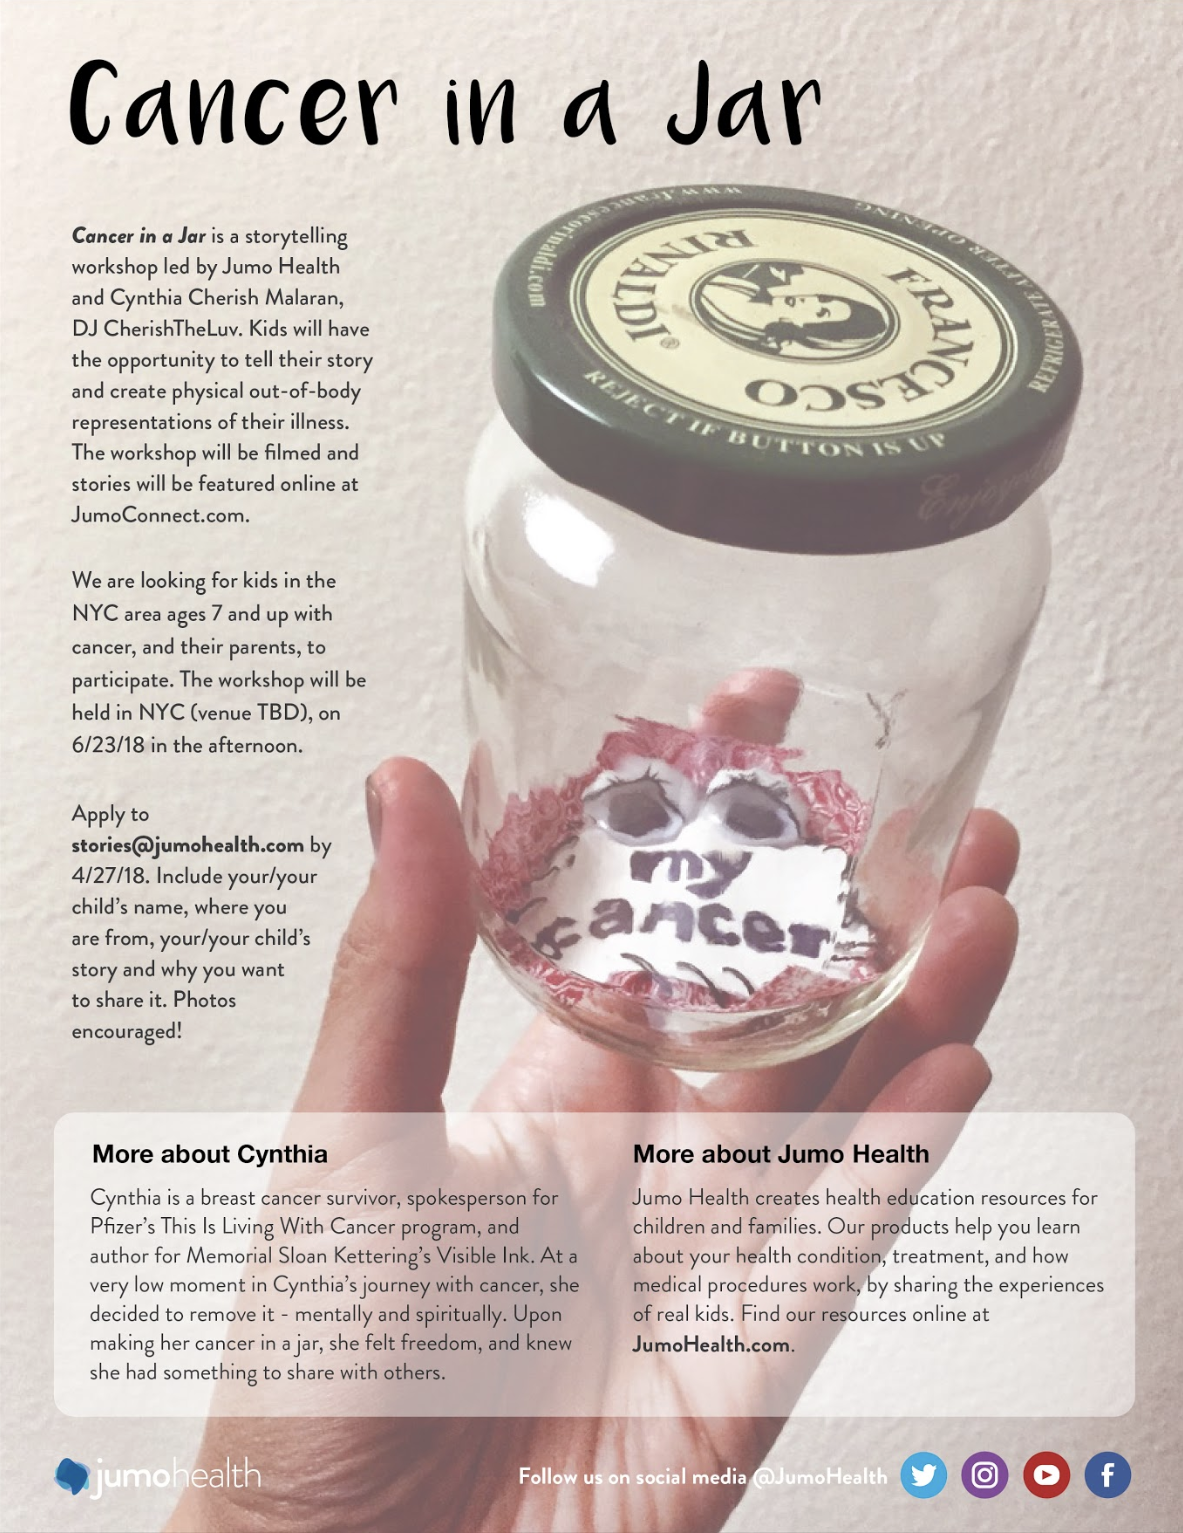 Cancer in a Jar
Cancer in a Jar is a storytelling
workshop led by Jumo Health
and Cynthia Cherish Malaran,
DJ CherishTheLuv. Kids will have
the opportunity to tell their story
and create physical out-of-body
representations of their illness.
The workshop will be filmed and
stories will be featured online at
JumoConnect.com.
We are looking for kids in the
NYC area ages 7 and up with
cancer, and their parents, to
participate. The workshop will be
held in NYC (venue TBD), on
6/23/18 in the afternoon.
Apply to
stories@jumohealth.com by
4/27/18. Include your/your
child's name, where you
are from, your/your child's
story and why you want
to share it. Photos
encouraged!
www.francescorinaldi.com
REFRIGERATE AFTER OPENING
FRANCESCO
RINALDI®
REJECT IF BUTTON IS UP
my
cancer
More about Cynthia
Cynthia is a breast cancer survivor, spokesperson for
Pfizer's This Is Living With Cancer program, and
author for Memorial Sloan Kettering's Visible Ink. At a
very low moment in Cynthia's journey with cancer, she
decided to remove it - mentally and spiritually. Upon
making her cancer in a jar, she felt freedom, and knew
she had something to share with others.
More about Jumo Health
Jumo Health creates health education resources for
children and families. Our products help you learn
about your health condition, treatment, and how
medical procedures work, by sharing the experiences
of real kids. Find our resources online at
JumoHealth.com.
jumohealth
Follow us on social media @JumoHealth